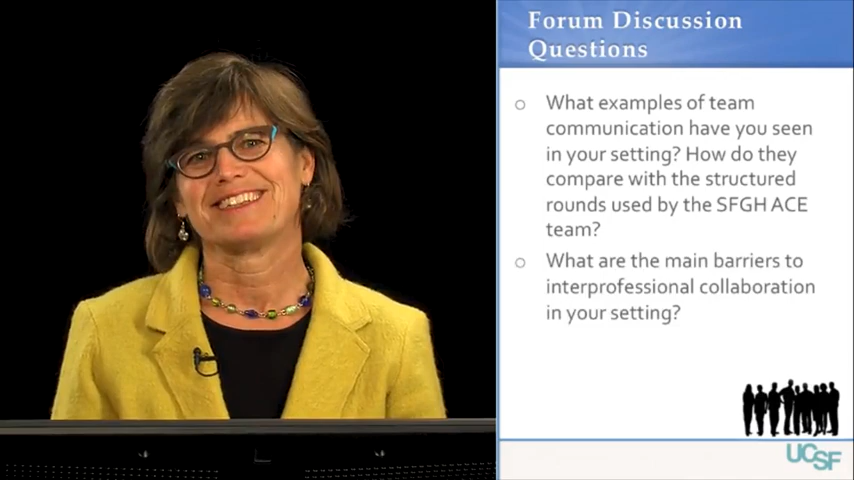 Forum Discussion
Questions
What examples of team
communication have you seen
in your setting? How do they
compare with the structured
rounds used by the SFGH ACE
team?
What are the main barriers to
interprofessional collaboration
in your setting?
UCSF